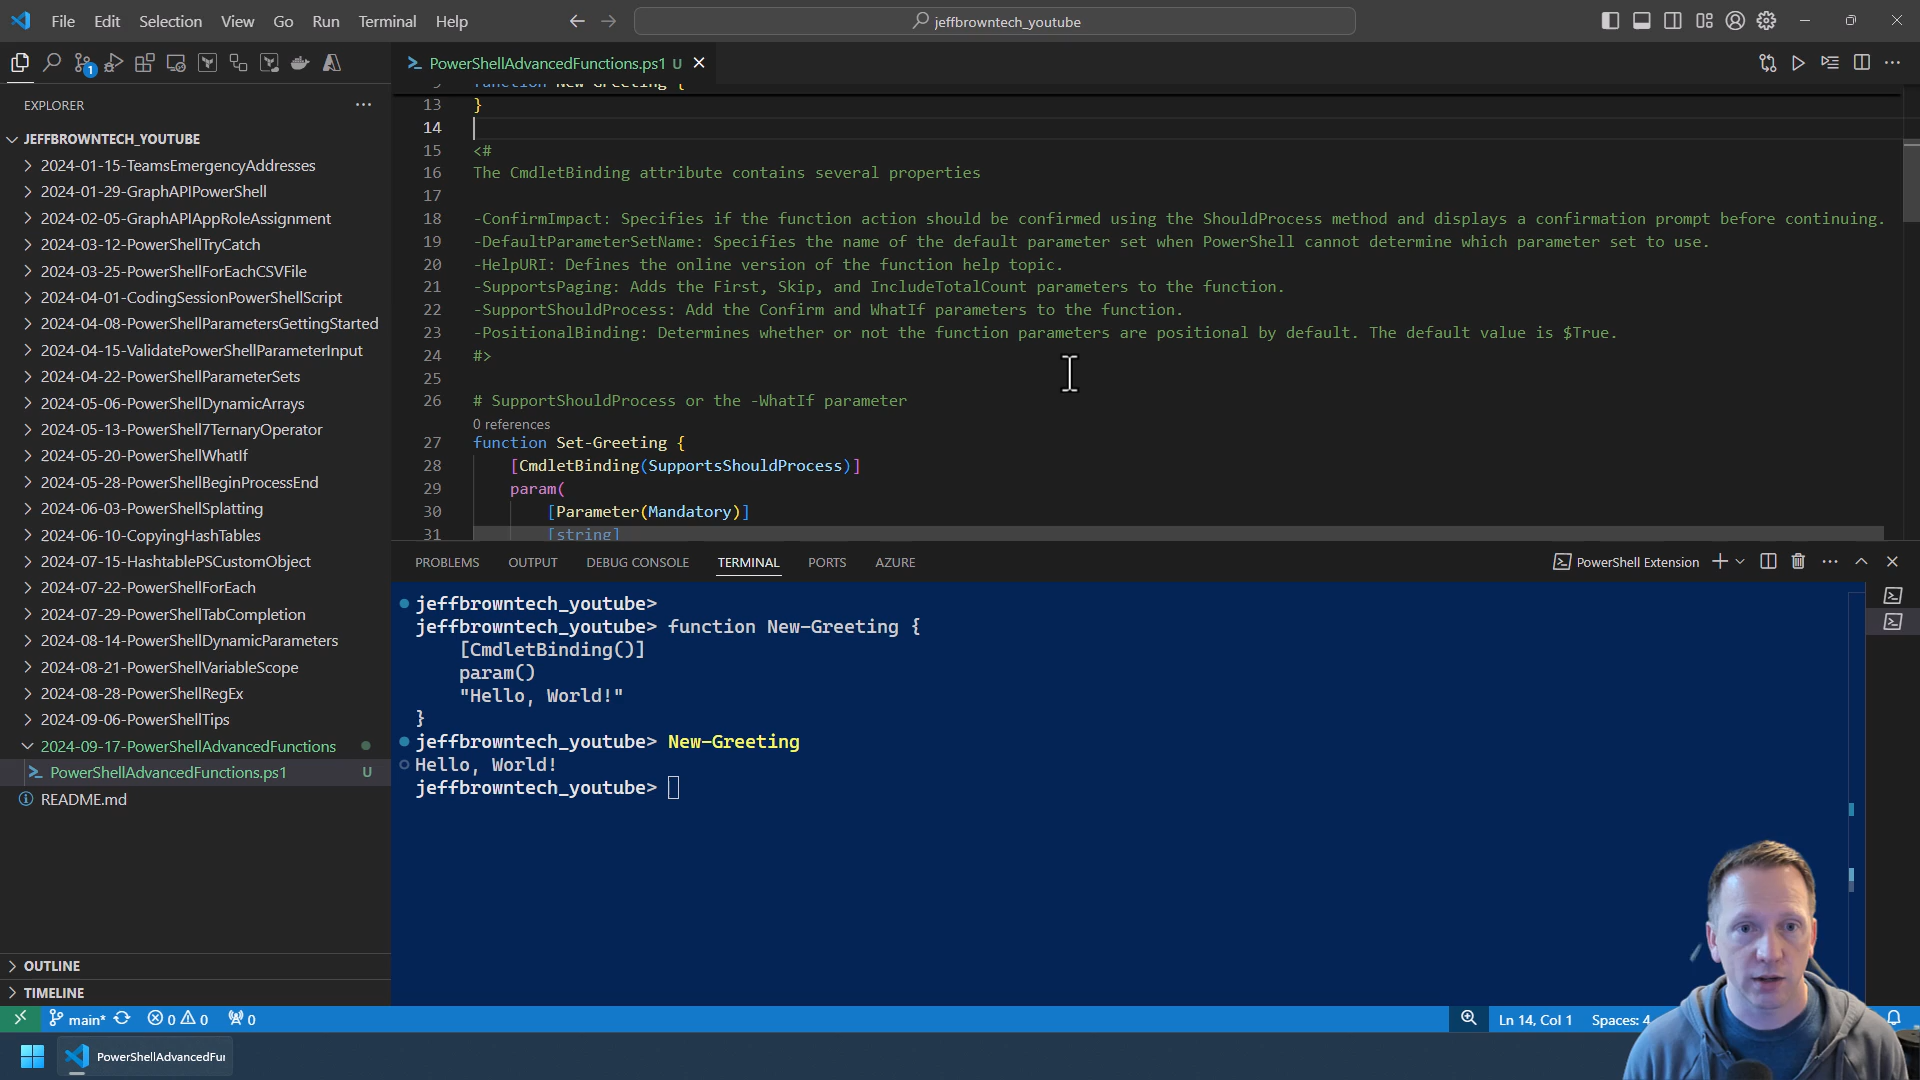 File Edit Selection View Go Run Terminal Help
jeffbrowntech_youtube
1
PowerShellAdvancedFunctions.ps1 U
EXPLORER
JEFFBROWNTECH_YOUTUBE
2024-01-15-TeamsEmergencyAddresses
2024-01-29-GraphAPIPowerShell
2024-02-05-GraphAPIAppRoleAssignment
2024-03-12-PowerShellTryCatch
2024-03-25-PowerShellForEachCSVFile
2024-04-01-CodingSessionPowerShellScript
2024-04-08-PowerShellParametersGettingStarted
2024-04-15-ValidatePowerShellParameterInput
2024-04-22-PowerShellParameterSets
2024-05-06-PowerShellDynamicArrays
2024-05-13-PowerShell7TernaryOperator
2024-05-20-PowerShellWhatIf
2024-05-28-PowerShellBeginProcessEnd
2024-06-03-PowerShellSplatting
2024-06-10-CopyingHashTables
2024-07-15-HashtablePSCustomObject
2024-07-22-PowerShellForEach
2024-07-29-PowerShellTabCompletion
2024-08-14-PowerShellDynamicParameters
2024-08-21-PowerShellVariableScope
2024-08-28-PowerShellRegEx
2024-09-06-PowerShellTips
2024-09-17-PowerShellAdvancedFunctions
PowerShellAdvancedFunctions.ps1 U
README.md
OUTLINE
TIMELINE
9 function New-Greeting {
13 }
14
15 <#
16 The CmdletBinding attribute contains several properties
17
18 -ConfirmImpact: Specifies if the function action should be confirmed using the ShouldProcess method and displays a confirmation prompt before continuing.
19 -DefaultParameterSetName: Specifies the name of the default parameter set when PowerShell cannot determine which parameter set to use.
20 -HelpURI: Defines the online version of the function help topic.
21 -SupportsPaging: Adds the First, Skip, and IncludeTotalCount parameters to the function.
22 -SupportShouldProcess: Add the Confirm and WhatIf parameters to the function.
23 -PositionalBinding: Determines whether or not the function parameters are positional by default. The default value is $True.
24 #>
25
26 # SupportShouldProcess or the -WhatIf parameter
0 references
27 function Set-Greeting {
28 [CmdletBinding(SupportsShouldProcess)]
29 param(
30 [Parameter(Mandatory)]
31 [string]
PROBLEMS OUTPUT DEBUG CONSOLE TERMINAL PORTS AZURE
PowerShell Extension
jeffbrowntech_youtube>
jeffbrowntech_youtube> function New-Greeting {
[CmdletBinding()]
param()
"Hello, World!"
}
jeffbrowntech_youtube> New-Greeting
Hello, World!
jeffbrowntech_youtube>
main* 0 0 0
Ln 14, Col 1 Spaces: 4
PowerShellAdvancedFur